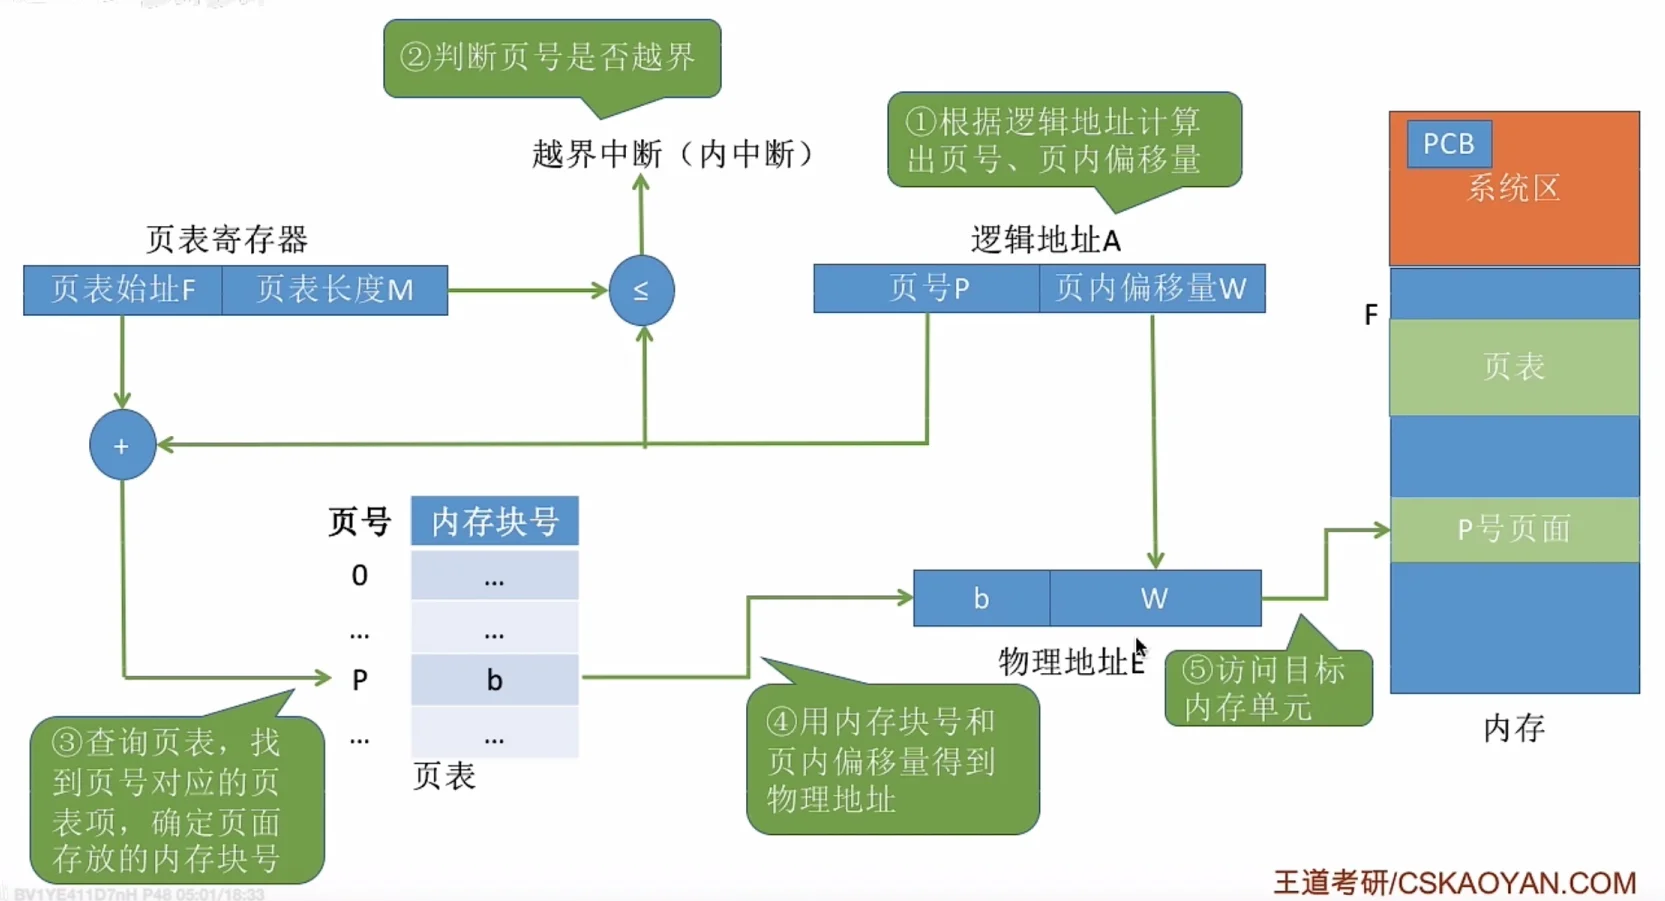 ②判断页号是否越界
①根据逻辑地址计算
出页号、页内偏移量
越界中断（内中断）
PCB
系统区
页表寄存器
逻辑地址A
页表始址F
页表长度M
≤
页号P
页内偏移量W
F
页表
+
页号
内存块号
0
...
...
...
P
b
...
...
页表
P号页面
b
W
物理地址E
③查询页表，找
到页号对应的页
表项，确定页面
存放的内存块号
④用内存块号和
页内偏移量得到
物理地址
⑤访问目标
内存单元
内存
王道考研/CSKAOYAN.COM
BV1YE411D7nH P48 05:01/18:33